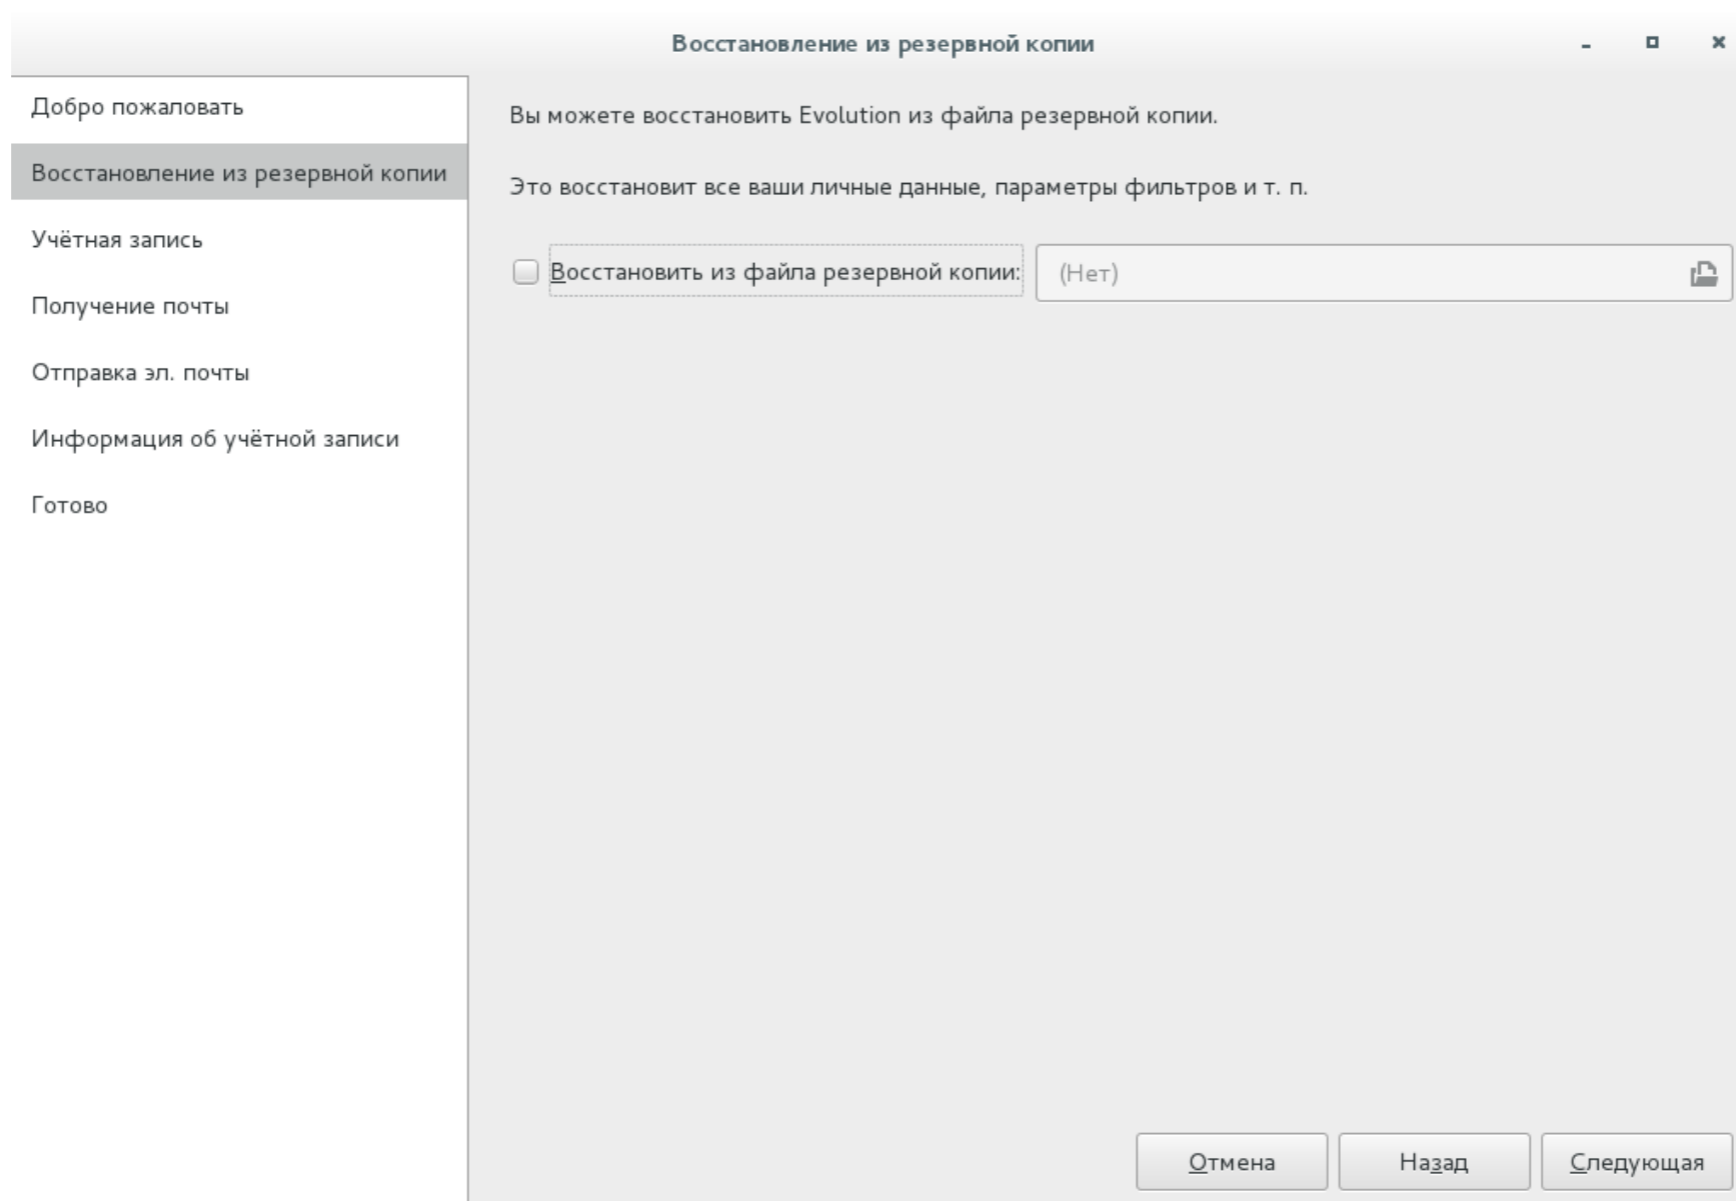 Восстановление из резервной копии
Добро пожаловать
Восстановление из резервной копии
Учётная запись
Получение почты
Отправка эл. почты
Информация об учётной записи
Готово
Вы можете восстановить Evolution из файла резервной копии.
Это восстановит все ваши личные данные, параметры фильтров и т. п.
Восстановить из файла резервной копии: (Нет)
Отмена Назад Следующая